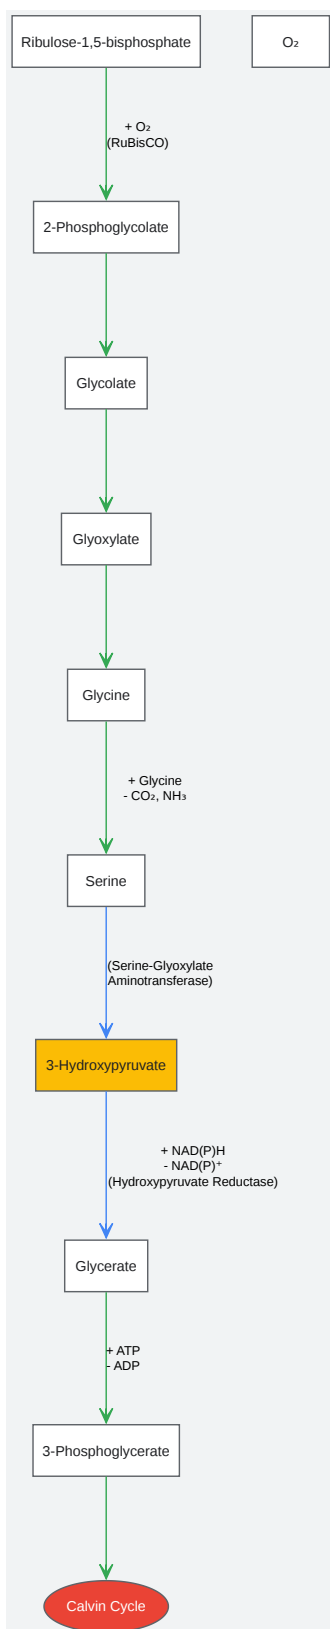 Ribulose-1,5-bisphosphate
O₂
+ O₂
(RuBisCO)
2-Phosphoglycolate
Glycolate
Glyoxylate
Glycine
+ Glycine
- CO₂, NH₃
Serine
(Serine-Glyoxylate
Aminotransferase)
3-Hydroxypyruvate
+ NAD(P)H
- NAD(P)⁺
(Hydroxypyruvate Reductase)
Glycerate
+ ATP
- ADP
3-Phosphoglycerate
Calvin Cycle